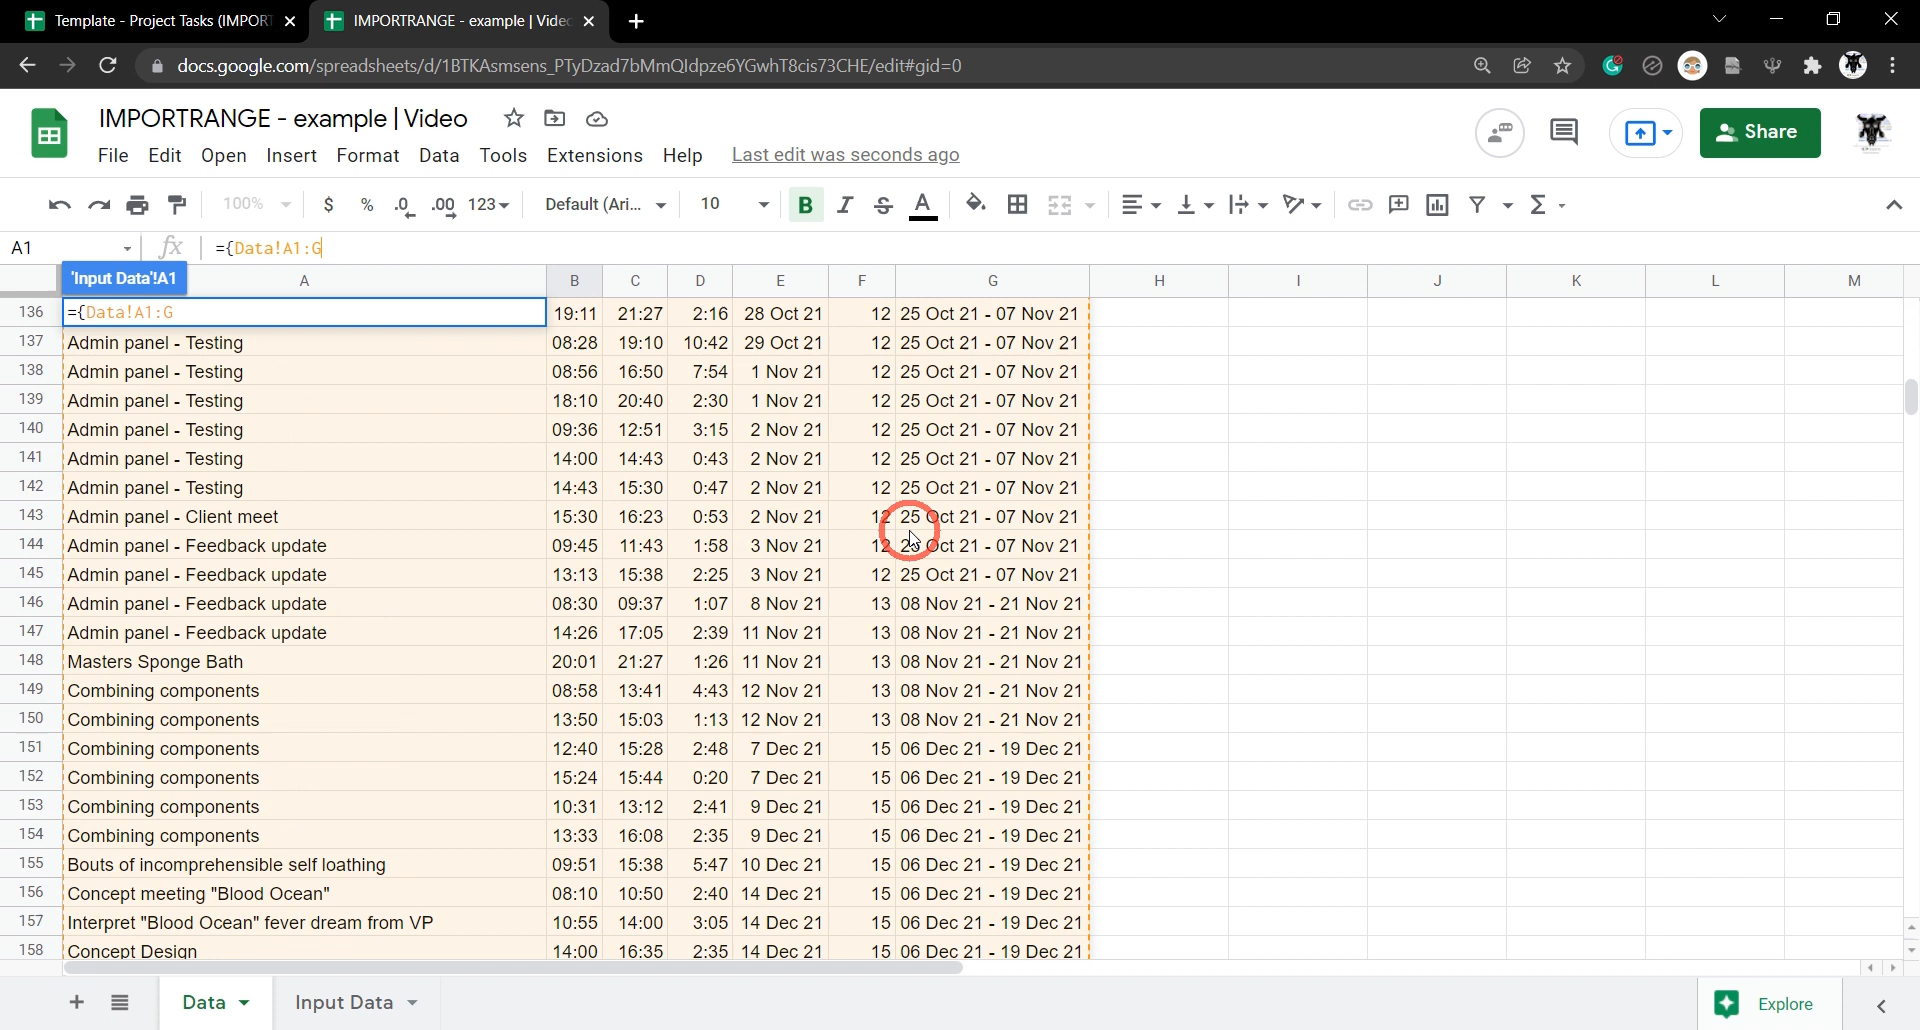 Template - Project Tasks (IMPOR
IMPORTRANGE - example | Vide
docs.google.com/spreadsheets/d/1BTKAsmsens_PTyDzad7bMmQIdpze6YGwhT8cis73CHE/edit#gid=0
IMPORTRANGE - example | Video
File Edit Open Insert Format Data Tools Extensions Help Last edit was seconds ago
Share
100% $ % .0 .00 123 Default (Ari... 10 B I S A Σ
A1 fx ={Data!A1:G
'Input Data'!A1
A B C D E F G H I J K L M
136 ={Data!A1:G 19:11 21:27 2:16 28 Oct 21 12 25 Oct 21 - 07 Nov 21
137 Admin panel - Testing 08:28 19:10 10:42 29 Oct 21 12 25 Oct 21 - 07 Nov 21
138 Admin panel - Testing 08:56 16:50 7:54 1 Nov 21 12 25 Oct 21 - 07 Nov 21
139 Admin panel - Testing 18:10 20:40 2:30 1 Nov 21 12 25 Oct 21 - 07 Nov 21
140 Admin panel - Testing 09:36 12:51 3:15 2 Nov 21 12 25 Oct 21 - 07 Nov 21
141 Admin panel - Testing 14:00 14:43 0:43 2 Nov 21 12 25 Oct 21 - 07 Nov 21
142 Admin panel - Testing 14:43 15:30 0:47 2 Nov 21 12 25 Oct 21 - 07 Nov 21
143 Admin panel - Client meet 15:30 16:23 0:53 2 Nov 21 12 25 Oct 21 - 07 Nov 21
144 Admin panel - Feedback update 09:45 11:43 1:58 3 Nov 21 12 25 Oct 21 - 07 Nov 21
145 Admin panel - Feedback update 13:13 15:38 2:25 3 Nov 21 12 25 Oct 21 - 07 Nov 21
146 Admin panel - Feedback update 08:30 09:37 1:07 8 Nov 21 13 08 Nov 21 - 21 Nov 21
147 Admin panel - Feedback update 14:26 17:05 2:39 11 Nov 21 13 08 Nov 21 - 21 Nov 21
148 Masters Sponge Bath 20:01 21:27 1:26 11 Nov 21 13 08 Nov 21 - 21 Nov 21
149 Combining components 08:58 13:41 4:43 12 Nov 21 13 08 Nov 21 - 21 Nov 21
150 Combining components 13:50 15:03 1:13 12 Nov 21 13 08 Nov 21 - 21 Nov 21
151 Combining components 12:40 15:28 2:48 7 Dec 21 15 06 Dec 21 - 19 Dec 21
152 Combining components 15:24 15:44 0:20 7 Dec 21 15 06 Dec 21 - 19 Dec 21
153 Combining components 10:31 13:12 2:41 9 Dec 21 15 06 Dec 21 - 19 Dec 21
154 Combining components 13:33 16:08 2:35 9 Dec 21 15 06 Dec 21 - 19 Dec 21
155 Bouts of incomprehensible self loathing 09:51 15:38 5:47 10 Dec 21 15 06 Dec 21 - 19 Dec 21
156 Concept meeting "Blood Ocean" 08:10 10:50 2:40 14 Dec 21 15 06 Dec 21 - 19 Dec 21
157 Interpret "Blood Ocean" fever dream from VP 10:55 14:00 3:05 14 Dec 21 15 06 Dec 21 - 19 Dec 21
158 Concept Design 14:00 16:35 2:35 14 Dec 21 15 06 Dec 21 - 19 Dec 21
Data Input Data Explore